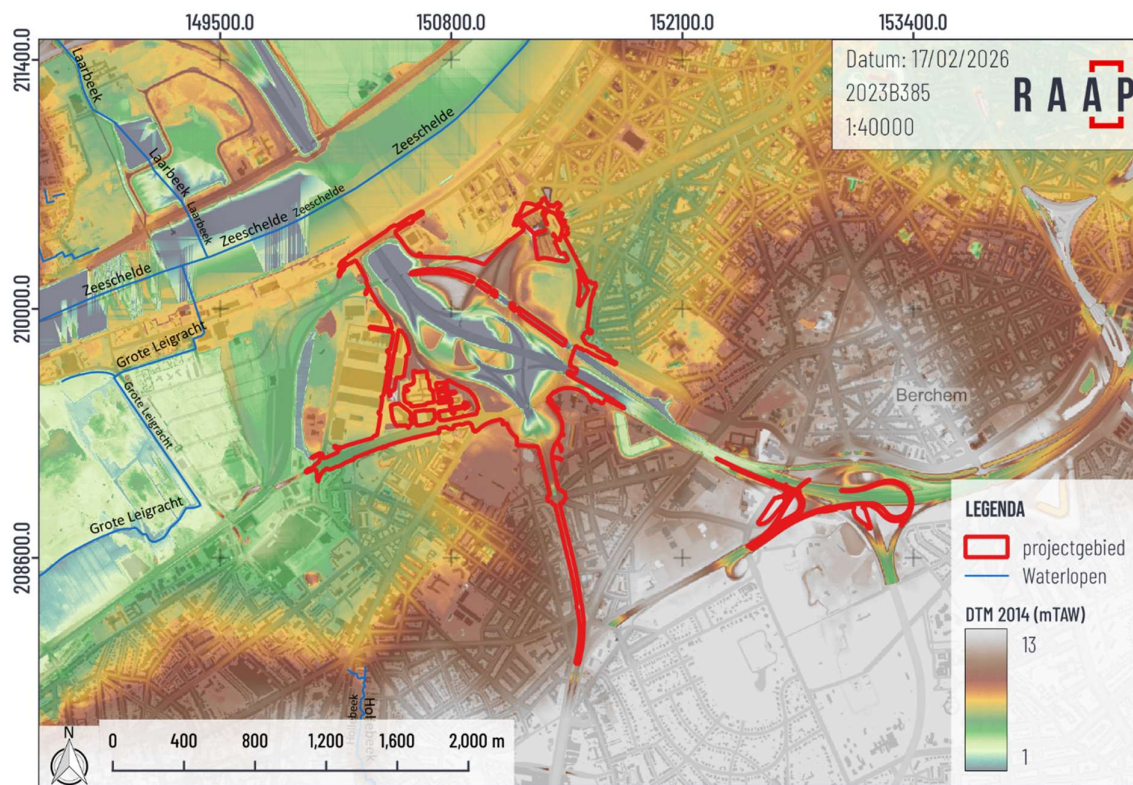 149500.0
150800.0
152100.0
153400.0
211400.0
210000.0
208600.0
Datum: 17/02/2026
2023B385
1:40000
RAAP
Laarbeek
Laarbeek
Laarbeek
Zeeschelde
Zeeschelde
Zeeschelde
Zeeschelde
Grote Leigracht
Grote Leigracht
Grote Leigracht
Berchem
LEGENDA
projectgebied
Waterlopen
DTM 2014 (mTAW)
13
1
N
0 400 800 1,200 1,600 2,000 m